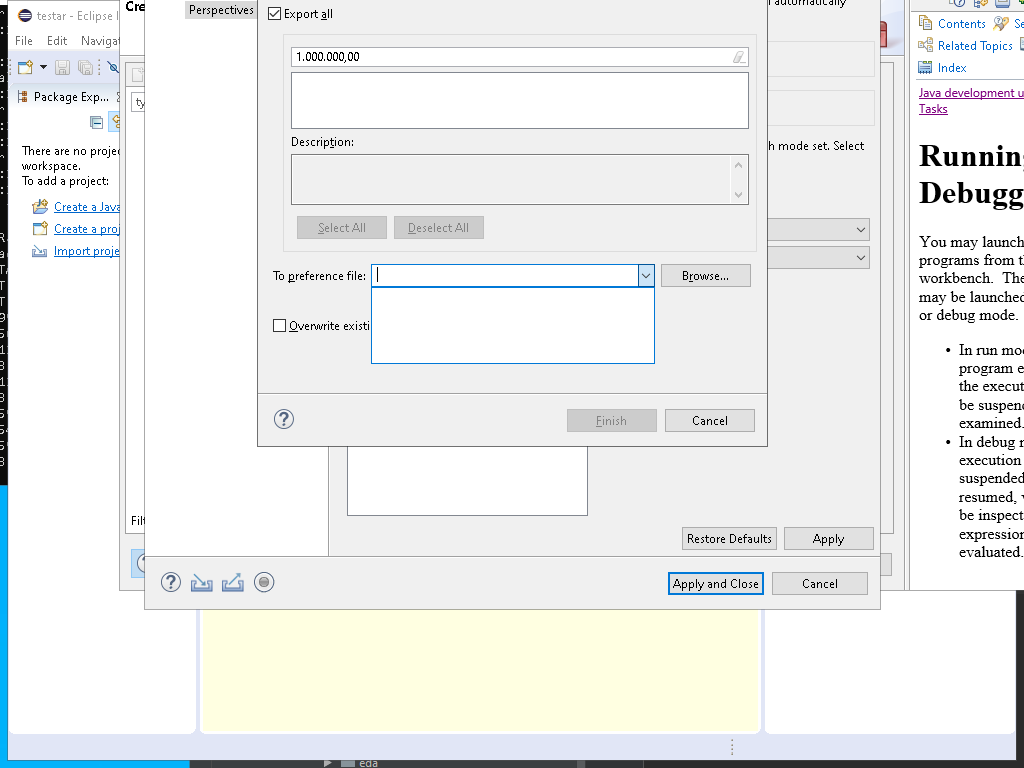 testar - Eclipse I
File Edit Navigat
Package Exp...
There are no projec
workspace.
To add a project:
Create a Java
Create a proj
Import proje
Cre
ty
Filt
Perspectives
Export all
1.000.000,00
Description:
Select All Deselect All
To preference file: Browse...
Overwrite existi
Finish Cancel
automatically
h mode set. Select
Restore Defaults Apply
Apply and Close Cancel
Contents Se
Related Topics
Index
Java development u
Tasks
Running
Debugg
You may launch
programs from th
workbench. The
may be launched
or debug mode.
• In run mod
program e
the execut
be suspend
examined.
• In debug m
execution
suspended
resumed, v
be inspect
expression
evaluated.
eda